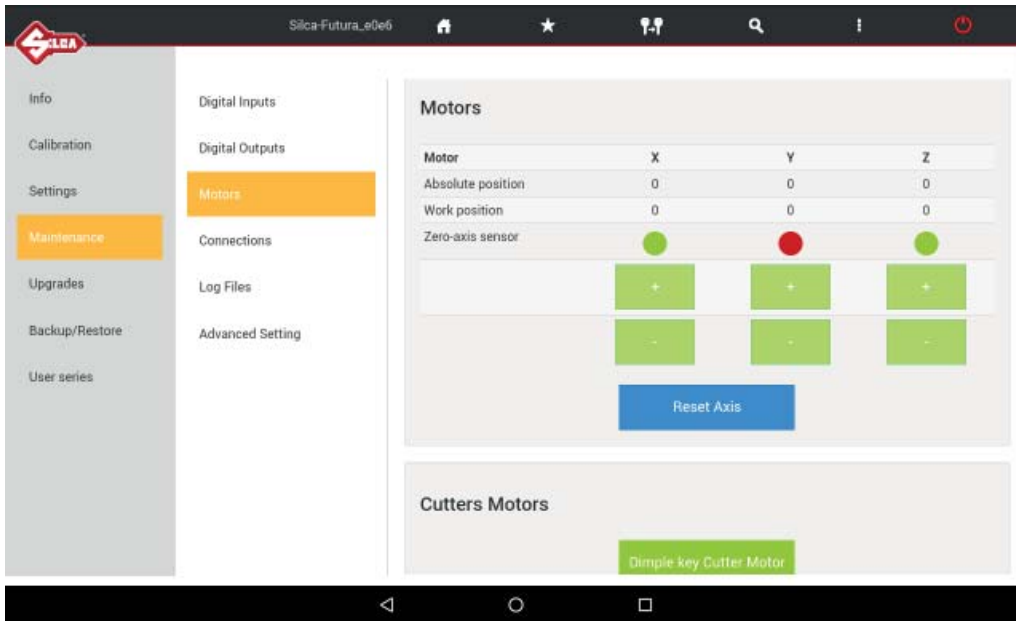 SILCA
Silca-Futura_e0e6
Info
Calibration
Settings
Maintenance
Upgrades
Backup/Restore
User series
Digital Inputs
Digital Outputs
Motors
Connections
Log Files
Advanced Setting
Motors
Motor X Y Z
Absolute position 0 0 0
Work position 0 0 0
Zero-axis sensor
+ + +
- - -
Reset Axis
Cutters Motors
Dimple key Cutter Motor